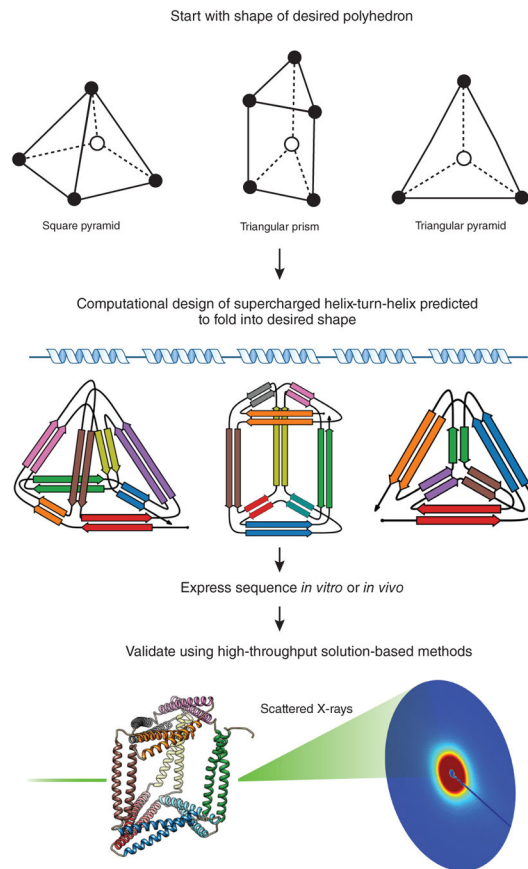 Start with shape of desired polyhedron
Square pyramid
Triangular prism
Triangular pyramid
Computational design of supercharged helix-turn-helix predicted
to fold into desired shape
Express sequence in vitro or in vivo
Validate using high-throughput solution-based methods
Scattered X-rays